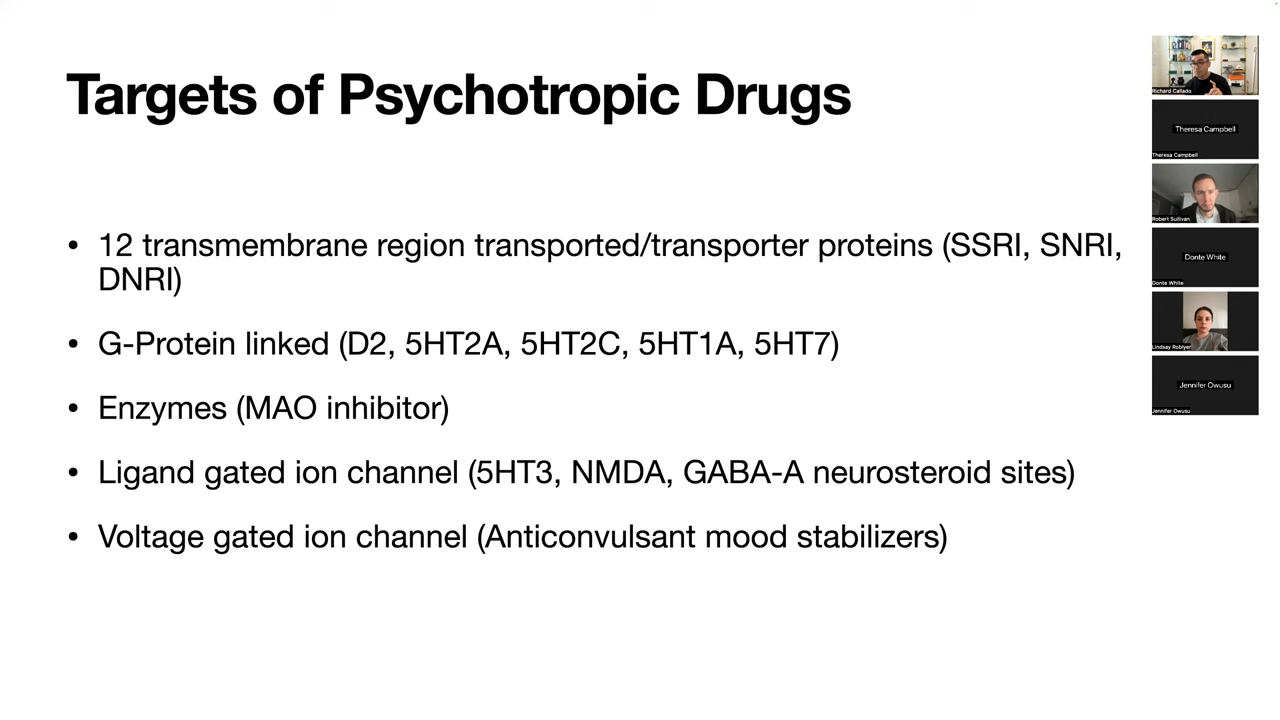 Targets of Psychotropic Drugs
• 12 transmembrane region transported/transporter proteins (SSRI, SNRI,
DNRI)
• G-Protein linked (D2, 5HT2A, 5HT2C, 5HT1A, 5HT7)
• Enzymes (MAO inhibitor)
• Ligand gated ion channel (5HT3, NMDA, GABA-A neurosteroid sites)
• Voltage gated ion channel (Anticonvulsant mood stabilizers)
Richard Callado
Theresa Campbell
Theresa Campbell
Robert Sullivan
Donte White
Donte White
Lindsay Roblyer
Jennifer Owusu
Jennifer Owusu